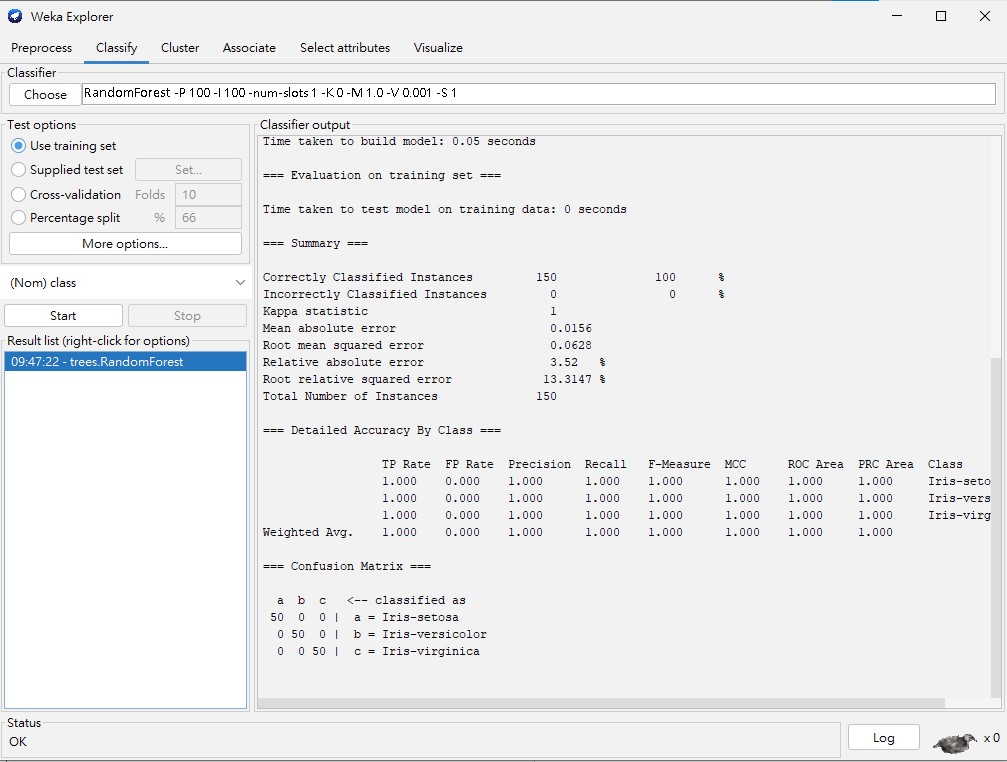 Weka Explorer
Preprocess Classify Cluster Associate Select attributes Visualize
Classifier
Choose RandomForest -P 100 -I 100 -num-slots 1 -K 0 -M 1.0 -V 0.001 -S 1
Test options
Use training set
Supplied test set Set...
Cross-validation Folds 10
Percentage split % 66
More options...
(Nom) class
Start Stop
Result list (right-click for options)
09:47:22 - trees.RandomForest
Classifier output
Time taken to build model: 0.05 seconds
=== Evaluation on training set ===
Time taken to test model on training data: 0 seconds
=== Summary ===
Correctly Classified Instances 150 100 %
Incorrectly Classified Instances 0 0 %
Kappa statistic 1
Mean absolute error 0.0156
Root mean squared error 0.0628
Relative absolute error 3.52 %
Root relative squared error 13.3147 %
Total Number of Instances 150
=== Detailed Accuracy By Class ===
TP Rate FP Rate Precision Recall F-Measure MCC ROC Area PRC Area Class
1.000 0.000 1.000 1.000 1.000 1.000 1.000 1.000 Iris-seto
1.000 0.000 1.000 1.000 1.000 1.000 1.000 1.000 Iris-vers
1.000 0.000 1.000 1.000 1.000 1.000 1.000 1.000 Iris-virg
Weighted Avg. 1.000 0.000 1.000 1.000 1.000 1.000 1.000 1.000
=== Confusion Matrix ===
a b c <-- classified as
50 0 0 | a = Iris-setosa
0 50 0 | b = Iris-versicolor
0 0 50 | c = Iris-virginica
Status
OK
Log x 0